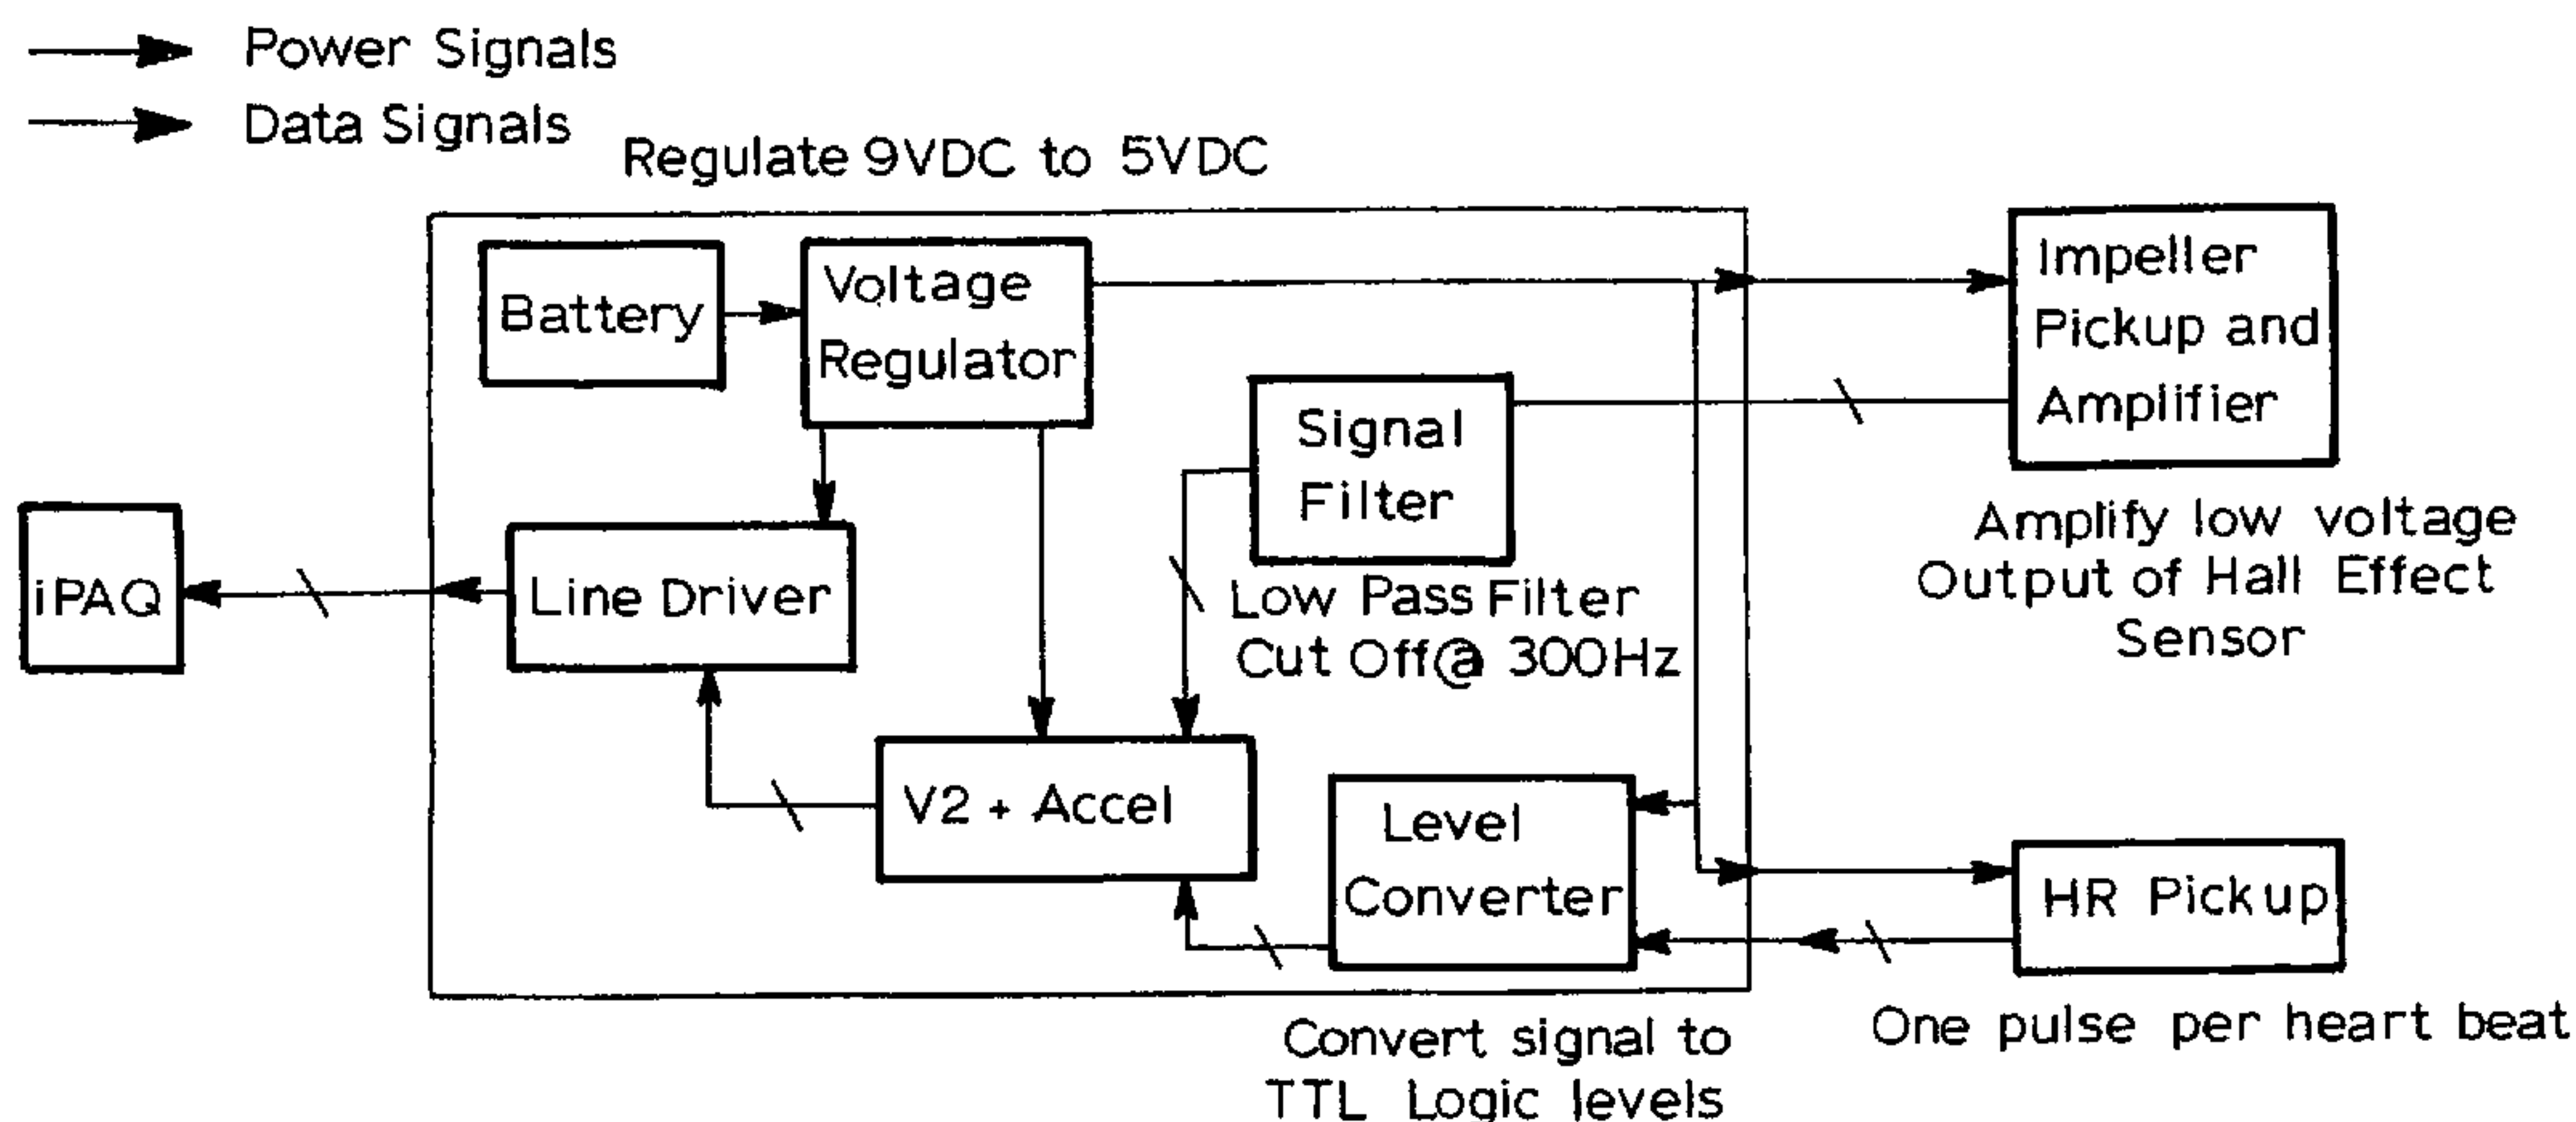 Power Signals
Data Signals
Regulate 9VDC to 5VDC
Battery
Voltage
Regulator
Impeller
Pickup and
Amplifier
Signal
Filter
Amplify low voltage
Output of Hall Effect
Sensor
iPAQ
Line Driver
Low Pass Filter
Cut Off@ 300Hz
V2 + Accel
Level
Converter
HR Pickup
One pulse per heart beat
Convert signal to
TTL Logic levels